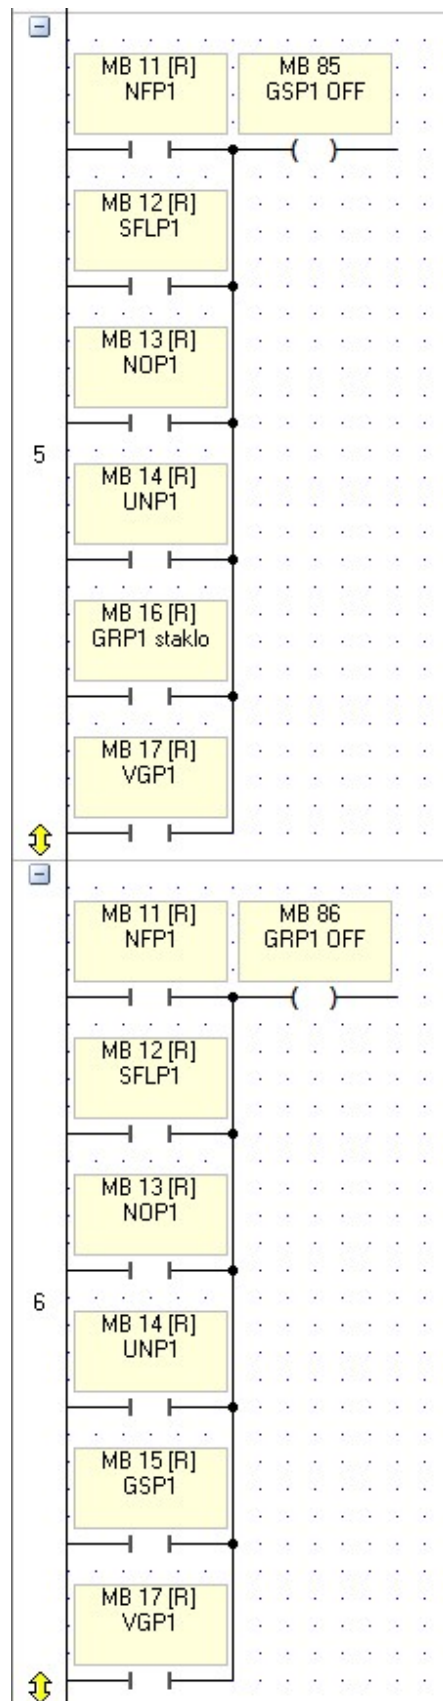 MB 11 [R]
NFP1
MB 85
GSP1 OFF
MB 12 [R]
SFLP1
MB 13 [R]
NOP1
5
MB 14 [R]
UNP1
MB 16 [R]
GRP1 staklo
MB 17 [R]
VGP1
MB 11 [R]
NFP1
MB 86
GRP1 OFF
MB 12 [R]
SFLP1
MB 13 [R]
NOP1
6
MB 14 [R]
UNP1
MB 15 [R]
GSP1
MB 17 [R]
VGP1